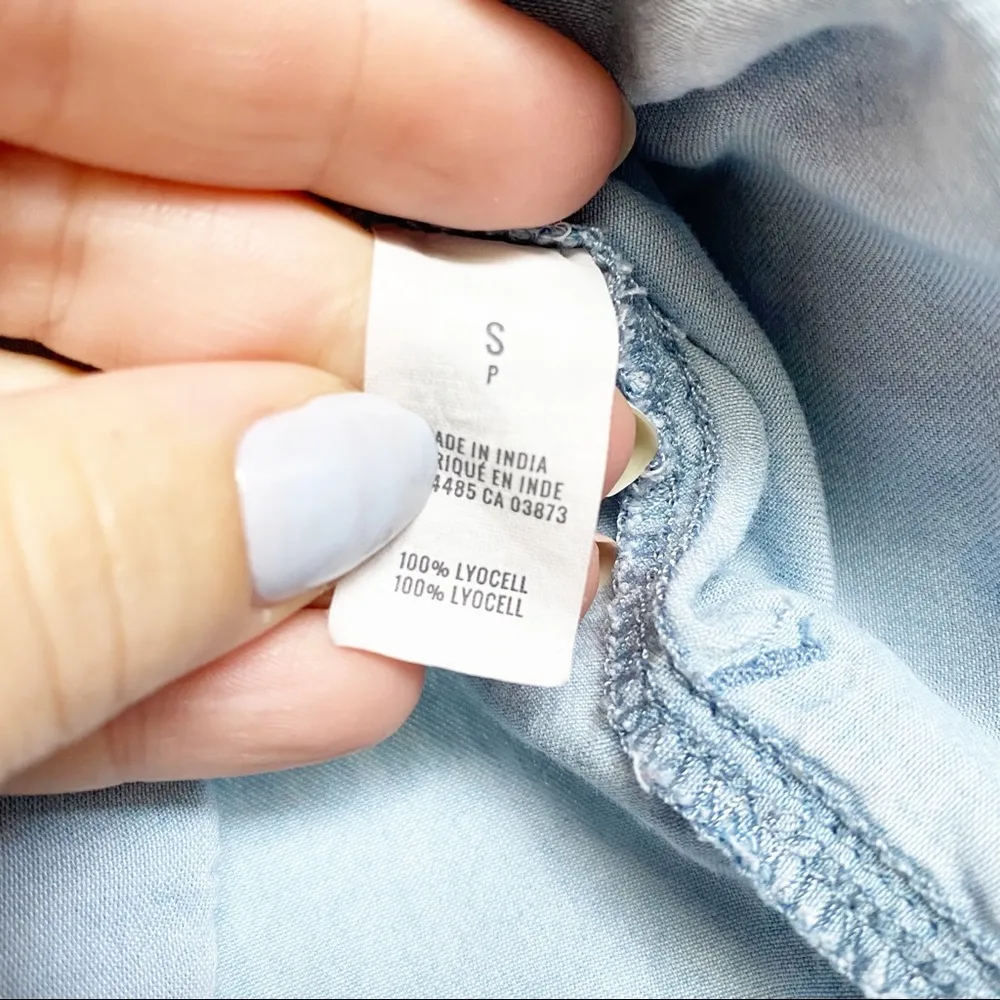 S
P
ADE IN INDIA
RIQUÉ EN INDE
4485 CA 03873
100% LYOCELL
100% LYOCELL